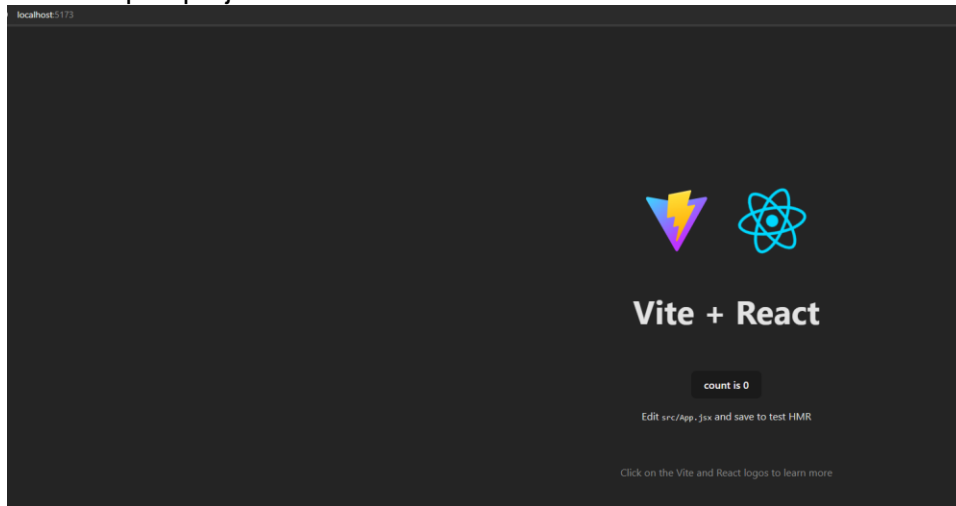 localhost:5173
Vite + React
count is 0
Edit src/App.jsx and save to test HMR
Click on the Vite and React logos to learn more